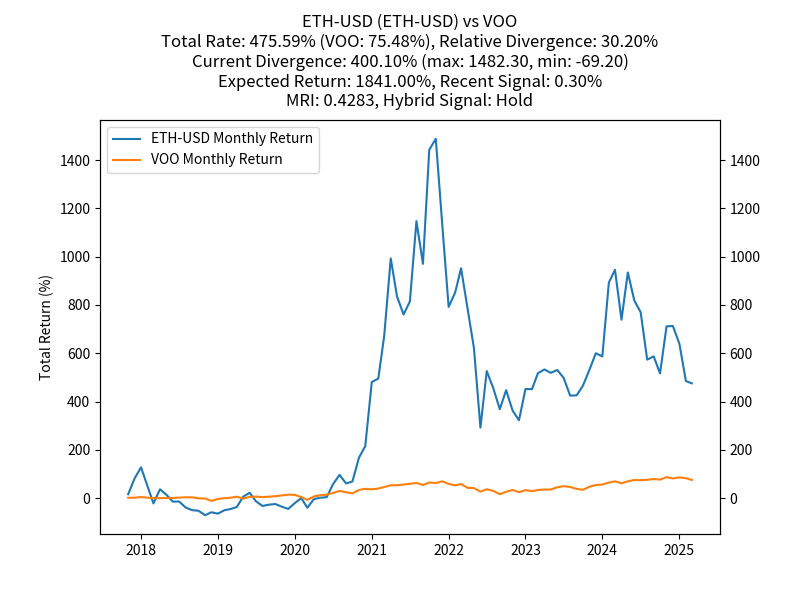 ETH-USD (ETH-USD) vs VOO
Total Rate: 475.59% (VOO: 75.48%), Relative Divergence: 30.20%
Current Divergence: 400.10% (max: 1482.30, min: -69.20)
Expected Return: 1841.00%, Recent Signal: 0.30%
MRI: 0.4283, Hybrid Signal: Hold
ETH-USD Monthly Return
VOO Monthly Return
Total Return (%)
1400
1200
1000
800
600
400
200
0
1400
1200
1000
800
600
400
200
0
2018 2019 2020 2021 2022 2023 2024 2025